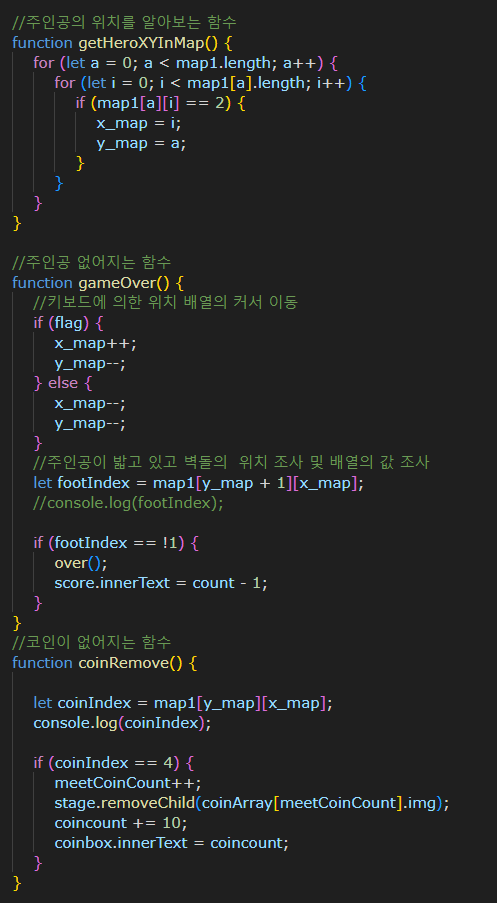 //주인공의 위치를 알아보는 함수
function getHeroXYInMap() {
for (let a = 0; a < map1.length; a++) {
for (let i = 0; i < map1[a].length; i++) {
if (map1[a][i] == 2) {
x_map = i;
y_map = a;
}
}
}
}
//주인공 없어지는 함수
function gameOver() {
//키보드에 의한 위치 배열의 커서 이동
if (flag) {
x_map++;
y_map--;
} else {
x_map--;
y_map--;
}
//주인공이 밟고 있고 벽돌의  위치 조사 및 배열의 값 조사
let footIndex = map1[y_map + 1][x_map];
//console.log(footIndex);
if (footIndex == !1) {
over();
score.innerText = count - 1;
}
}
//코인이 없어지는 함수
function coinRemove() {
let coinIndex = map1[y_map][x_map];
console.log(coinIndex);
if (coinIndex == 4) {
meetCoinCount++;
stage.removeChild(coinArray[meetCoinCount].img);
coincount += 10;
coinbox.innerText = coincount;
}
}